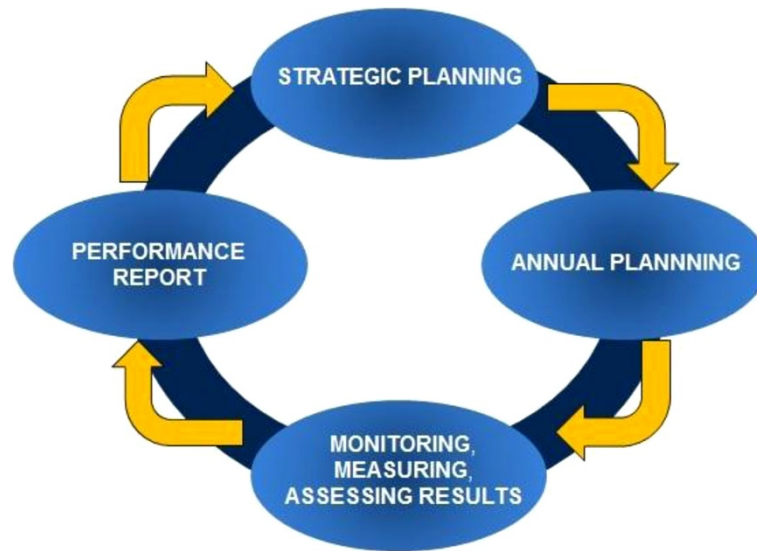 STRATEGIC PLANNING
PERFORMANCE
REPORT
ANNUAL PLANNNING
MONITORING,
MEASURING,
ASSESSING RESULTS